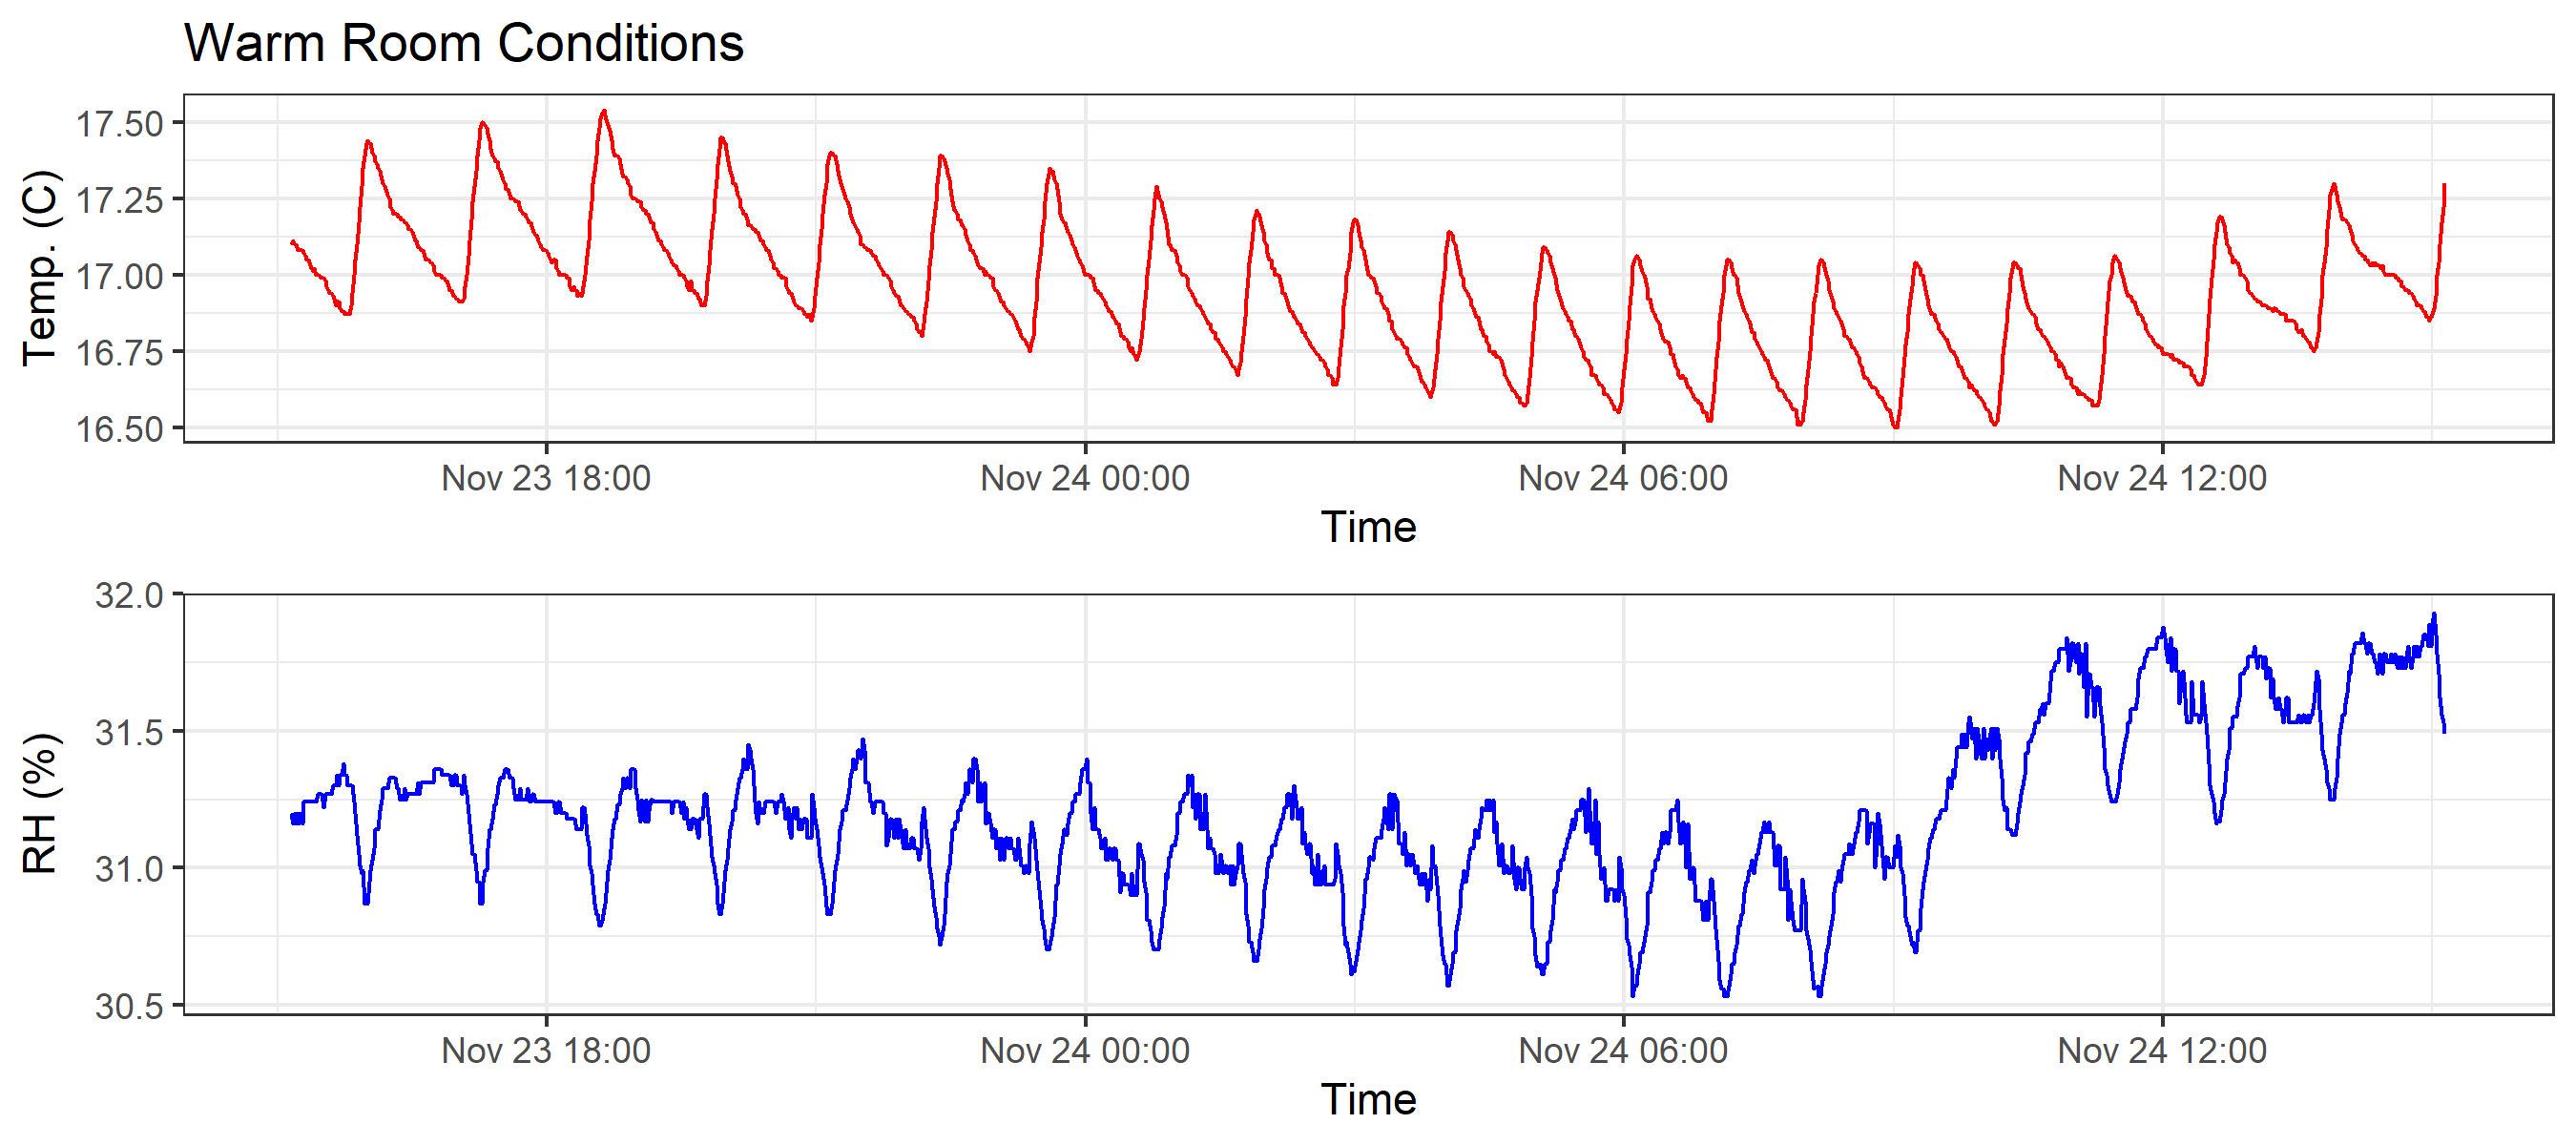 Warm Room Conditions
Temp. (C)
17.50
17.25
17.00
16.75
16.50
Nov 23 18:00 Nov 24 00:00 Nov 24 06:00 Nov 24 12:00
Time
RH (%)
32.0
31.5
31.0
30.5
Nov 23 18:00 Nov 24 00:00 Nov 24 06:00 Nov 24 12:00
Time